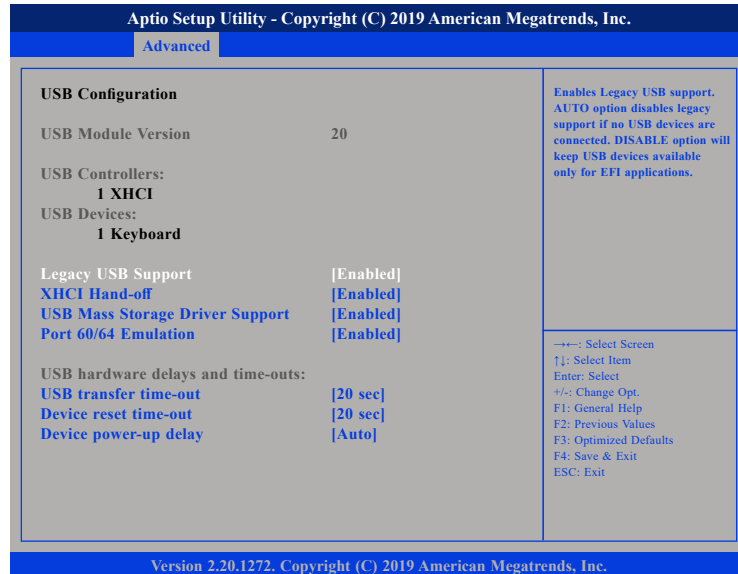 Aptio Setup Utility - Copyright (C) 2019 American Megatrends, Inc.
Advanced
USB Configuration
USB Module Version 20
USB Controllers:
1 XHCI
USB Devices:
1 Keyboard
Legacy USB Support [Enabled]
XHCI Hand-off [Enabled]
USB Mass Storage Driver Support [Enabled]
Port 60/64 Emulation [Enabled]
USB hardware delays and time-outs:
USB transfer time-out [20 sec]
Device reset time-out [20 sec]
Device power-up delay [Auto]
Enables Legacy USB support.
AUTO option disables legacy
support if no USB devices are
connected. DISABLE option will
keep USB devices available
only for EFI applications.
→←: Select Screen
↑↓: Select Item
Enter: Select
+/-: Change Opt.
F1: General Help
F2: Previous Values
F3: Optimized Defaults
F4: Save & Exit
ESC: Exit
Version 2.20.1272. Copyright (C) 2019 American Megatrends, Inc.